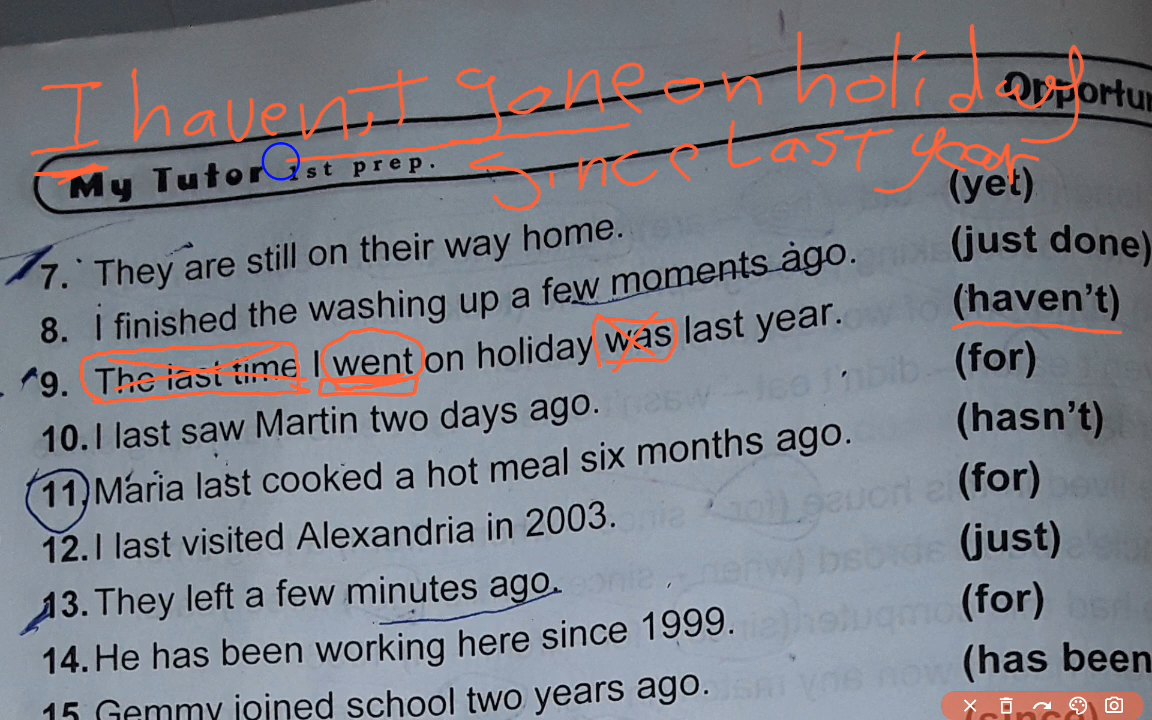 I haven,t gone on holiday
Opportu
since last year
My Tutor 1st prep.
(yet)
7. They are still on their way home.
(just done)
8. I finished the washing up a few moments ago.
(haven't)
9. The last time I went on holiday was last year.
(for)
10. I last saw Martin two days ago.
(hasn't)
11. Maria last cooked a hot meal six months ago.
(for)
12. I last visited Alexandria in 2003.
(just)
13. They left a few minutes ago.
(for)
14. He has been working here since 1999.
(has been
15. Gemmy joined school two years ago.
(since)